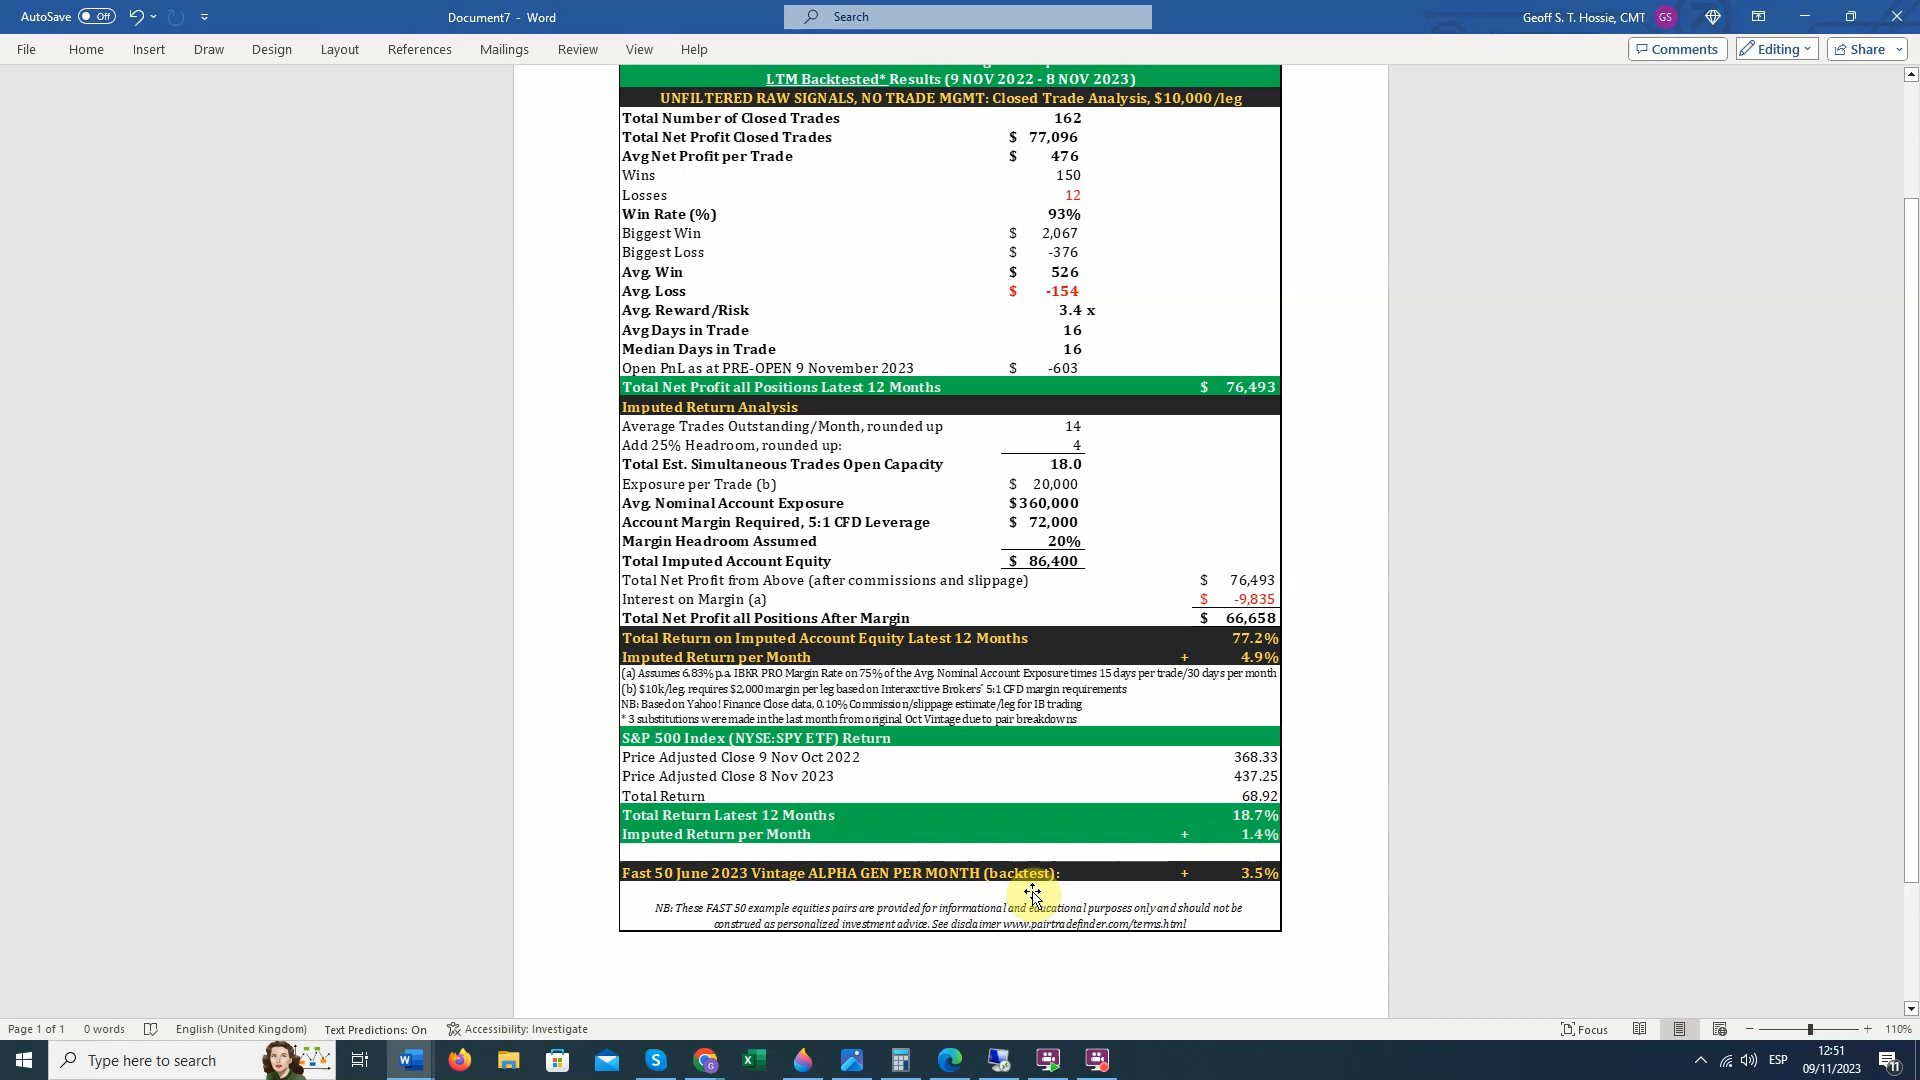 AutoSave Off
Document7 - Word
Search
Geoff S. T. Hossie, CMT GS
File Home Insert Draw Design Layout References Mailings Review View Help
Comments Editing Share
LTM Backtested* Results (9 NOV 2022 - 8 NOV 2023)
UNFILTERED RAW SIGNALS, NO TRADE MGMT: Closed Trade Analysis, $10,000/leg
Total Number of Closed Trades 162
Total Net Profit Closed Trades $ 77,096
Avg Net Profit per Trade $ 476
Wins 150
Losses 12
Win Rate (%) 93%
Biggest Win $ 2,067
Biggest Loss $ -376
Avg. Win $ 526
Avg. Loss $ -154
Avg. Reward/Risk 3.4 x
Avg Days in Trade 16
Median Days in Trade 16
Open PnL as at PRE-OPEN 9 November 2023 $ -603
Total Net Profit all Positions Latest 12 Months $ 76,493
Imputed Return Analysis
Average Trades Outstanding/Month, rounded up 14
Add 25% Headroom, rounded up: 4
Total Est. Simultaneous Trades Open Capacity 18.0
Exposure per Trade (b) $ 20,000
Avg. Nominal Account Exposure $360,000
Account Margin Required, 5:1 CFD Leverage $ 72,000
Margin Headroom Assumed 20%
Total Imputed Account Equity $ 86,400
Total Net Profit from Above (after commissions and slippage) $ 76,493
Interest on Margin (a) $ -9,835
Total Net Profit all Positions After Margin $ 66,658
Total Return on Imputed Account Equity Latest 12 Months 77.2%
Imputed Return per Month + 4.9%
(a) Assumes 6.83% p.a. IBKR PRO Margin Rate on 75% of the Avg. Nominal Account Exposure times 15 days per trade/30 days per month
(b) $10k/leg. requires $2,000 margin per leg based on Interaxctive Brokers' 5:1 CFD margin requirements
NB: Based on Yahoo! Finance Close data, 0.10% Commission/slippage estimate/leg for IB trading
* 3 substitutions were made in the last month from original Oct Vintage due to pair breakdowns
S&P 500 Index (NYSE:SPY ETF) Return
Price Adjusted Close 9 Nov Oct 2022 368.33
Price Adjusted Close 8 Nov 2023 437.25
Total Return 68.92
Total Return Latest 12 Months 18.7%
Imputed Return per Month + 1.4%
Fast 50 June 2023 Vintage ALPHA GEN PER MONTH (backtest): + 3.5%
NB: These FAST 50 example equities pairs are provided for informational and educational purposes only and should not be
construed as personalized investment advice. See disclaimer www.pairtradefinder.com/terms.html
Page 1 of 1 0 words English (United Kingdom) Text Predictions: On Accessibility: Investigate Focus 110%
Type here to search
ESP
12:51
09/11/2023
11